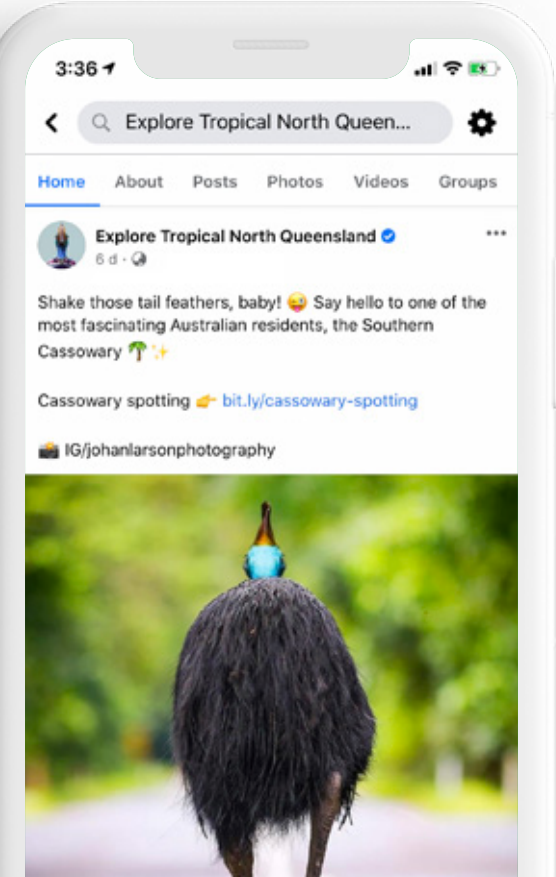 3:36
Explore Tropical North Queen...
Home About Posts Photos Videos Groups
Explore Tropical North Queensland
6 d ·
Shake those tail feathers, baby! 😜 Say hello to one of the
most fascinating Australian residents, the Southern
Cassowary 🌴✨
Cassowary spotting 👉 bit.ly/cassowary-spotting
📸 IG/johanlarsonphotography